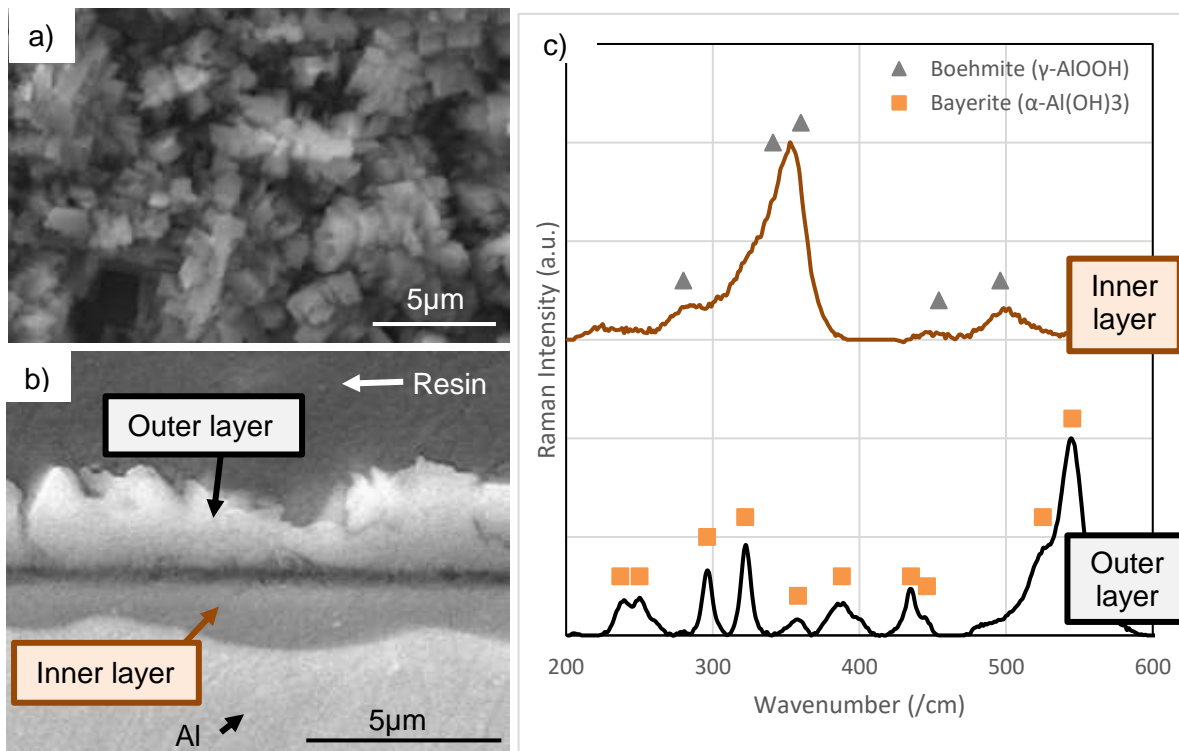 a)
5µm
b)
Resin
Outer layer
Inner layer
Al
5µm
c)
Boehmite (γ-AlOOH)
Bayerite (α-Al(OH)3)
Raman Intensity (a.u.)
Inner
layer
Outer
layer
200 300 400 500 600
Wavenumber (/cm)